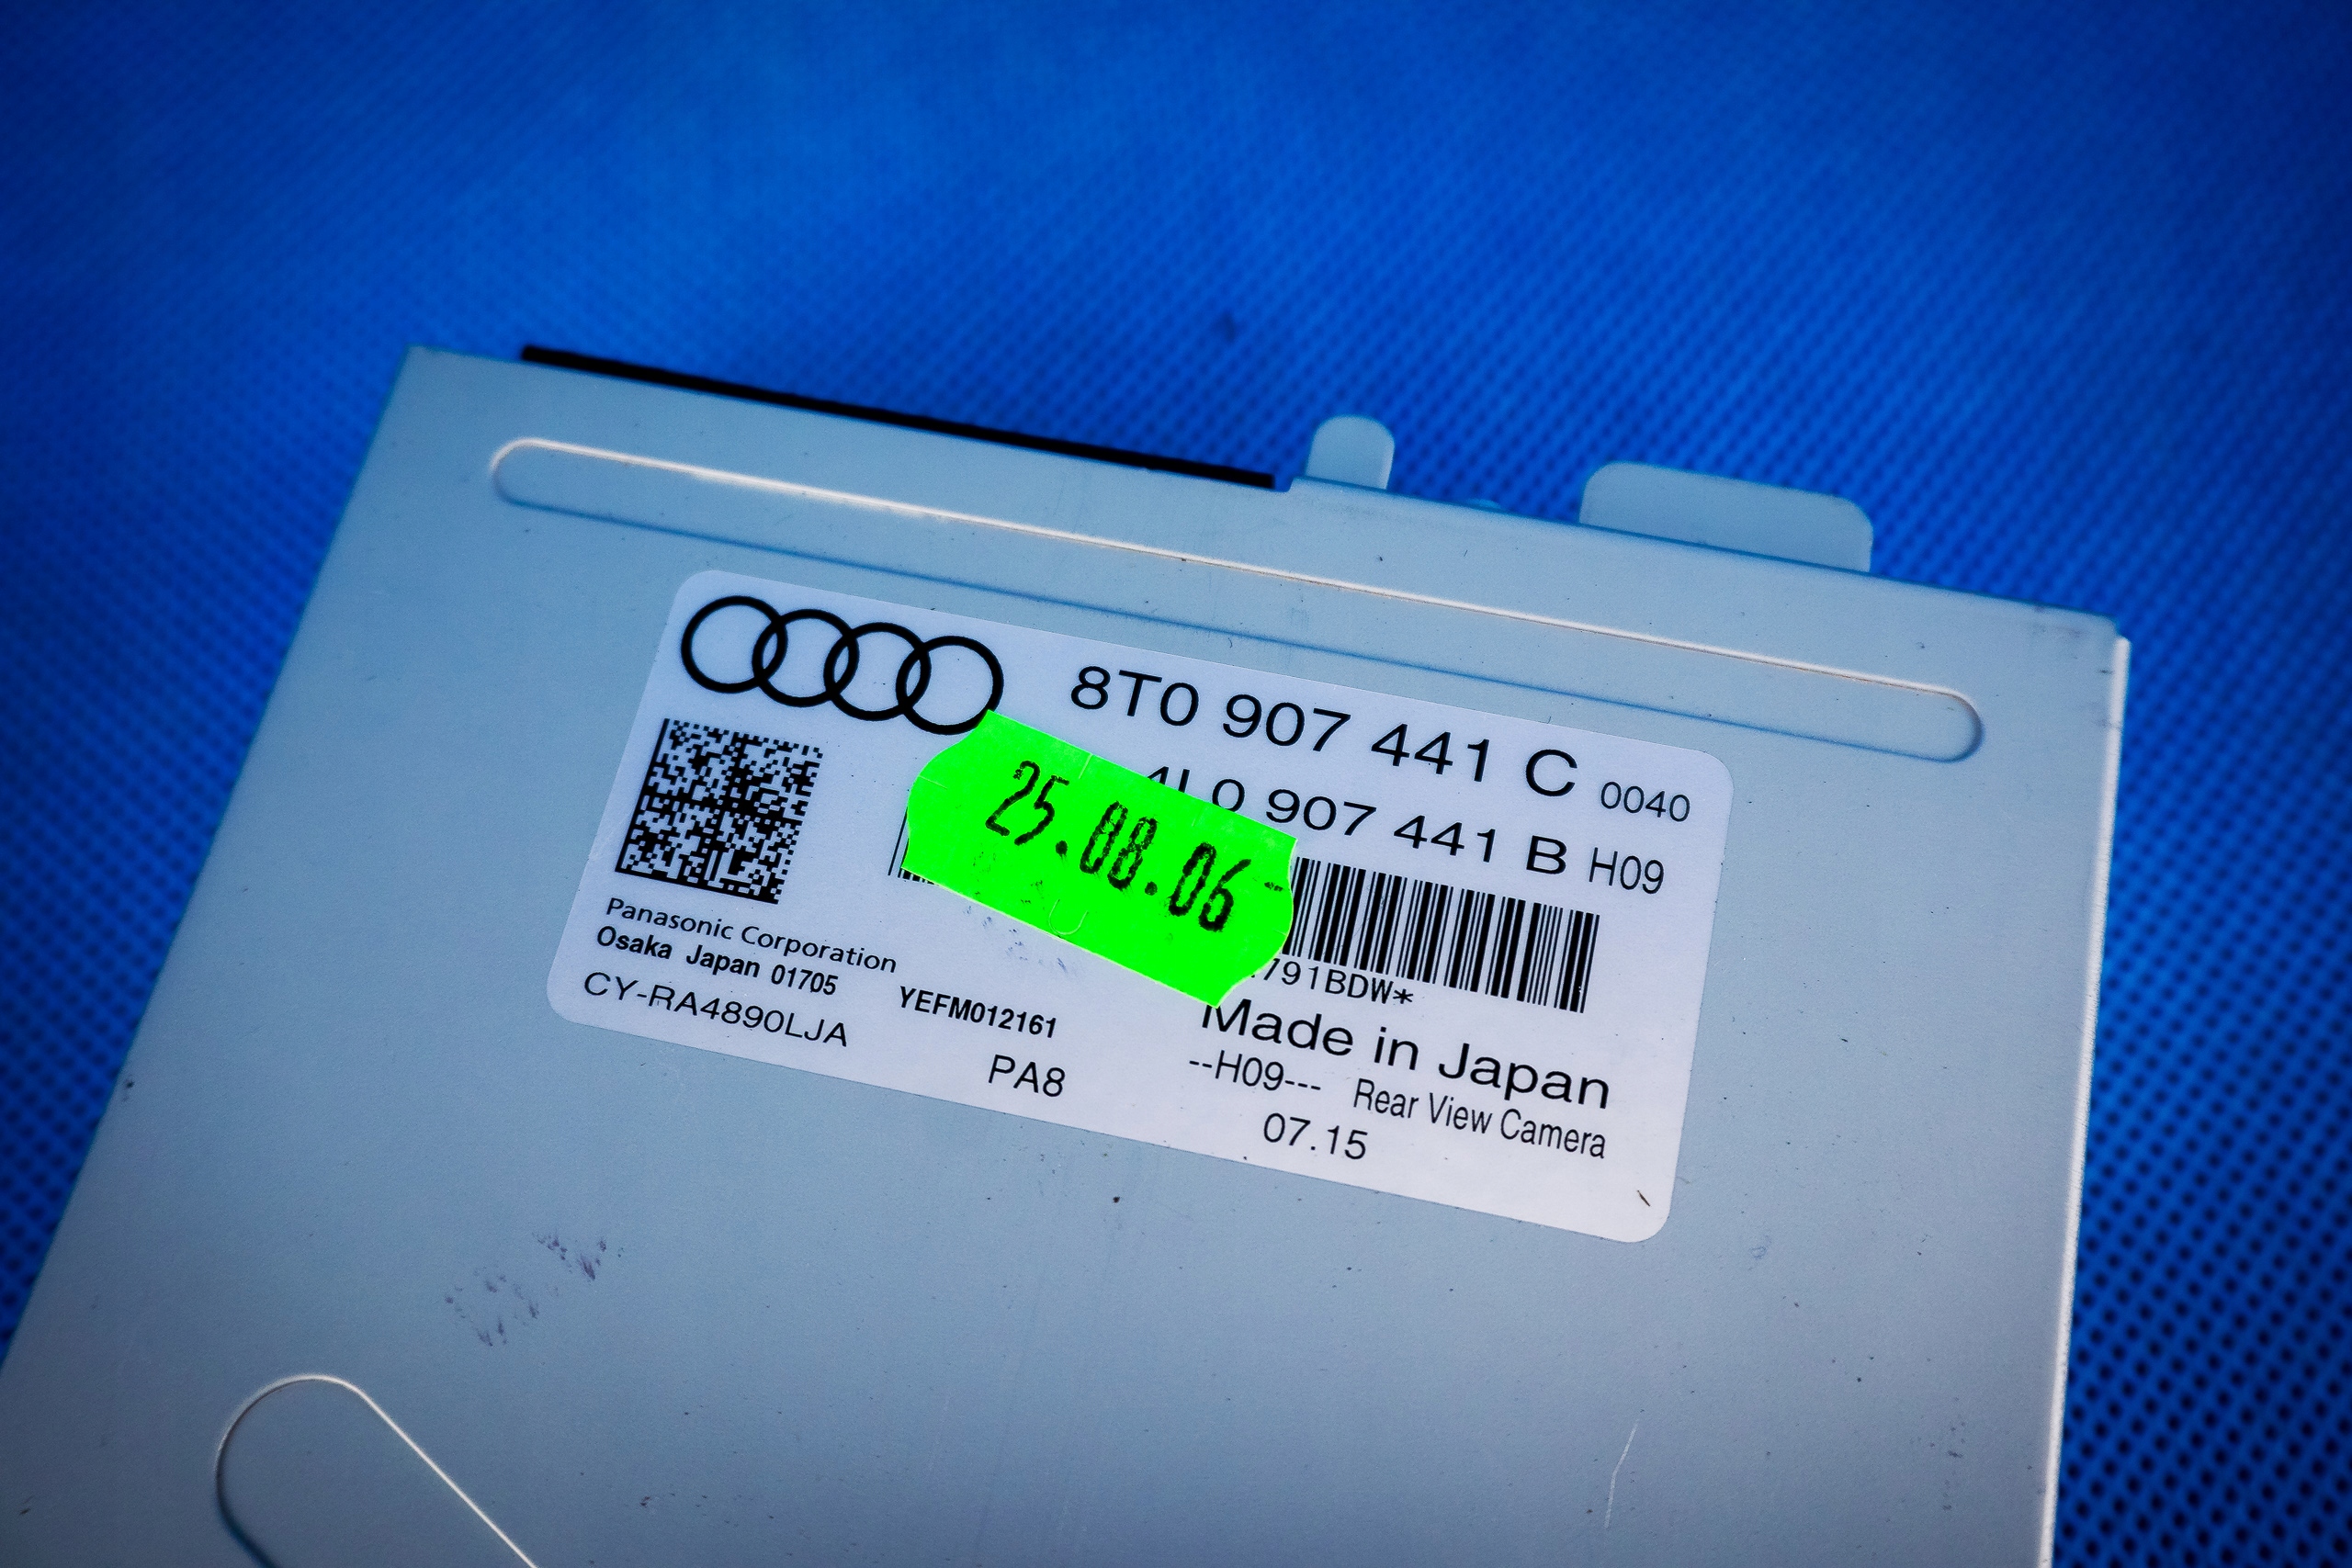 8T0 907 441 C 0040
4L0 907 441 B H09
25.08.06
791BDW*
Panasonic Corporation
Osaka Japan 01705
YEFM012161
Made in Japan
CY-RA4890LJA
PA8
--H09--- Rear View Camera
07.15